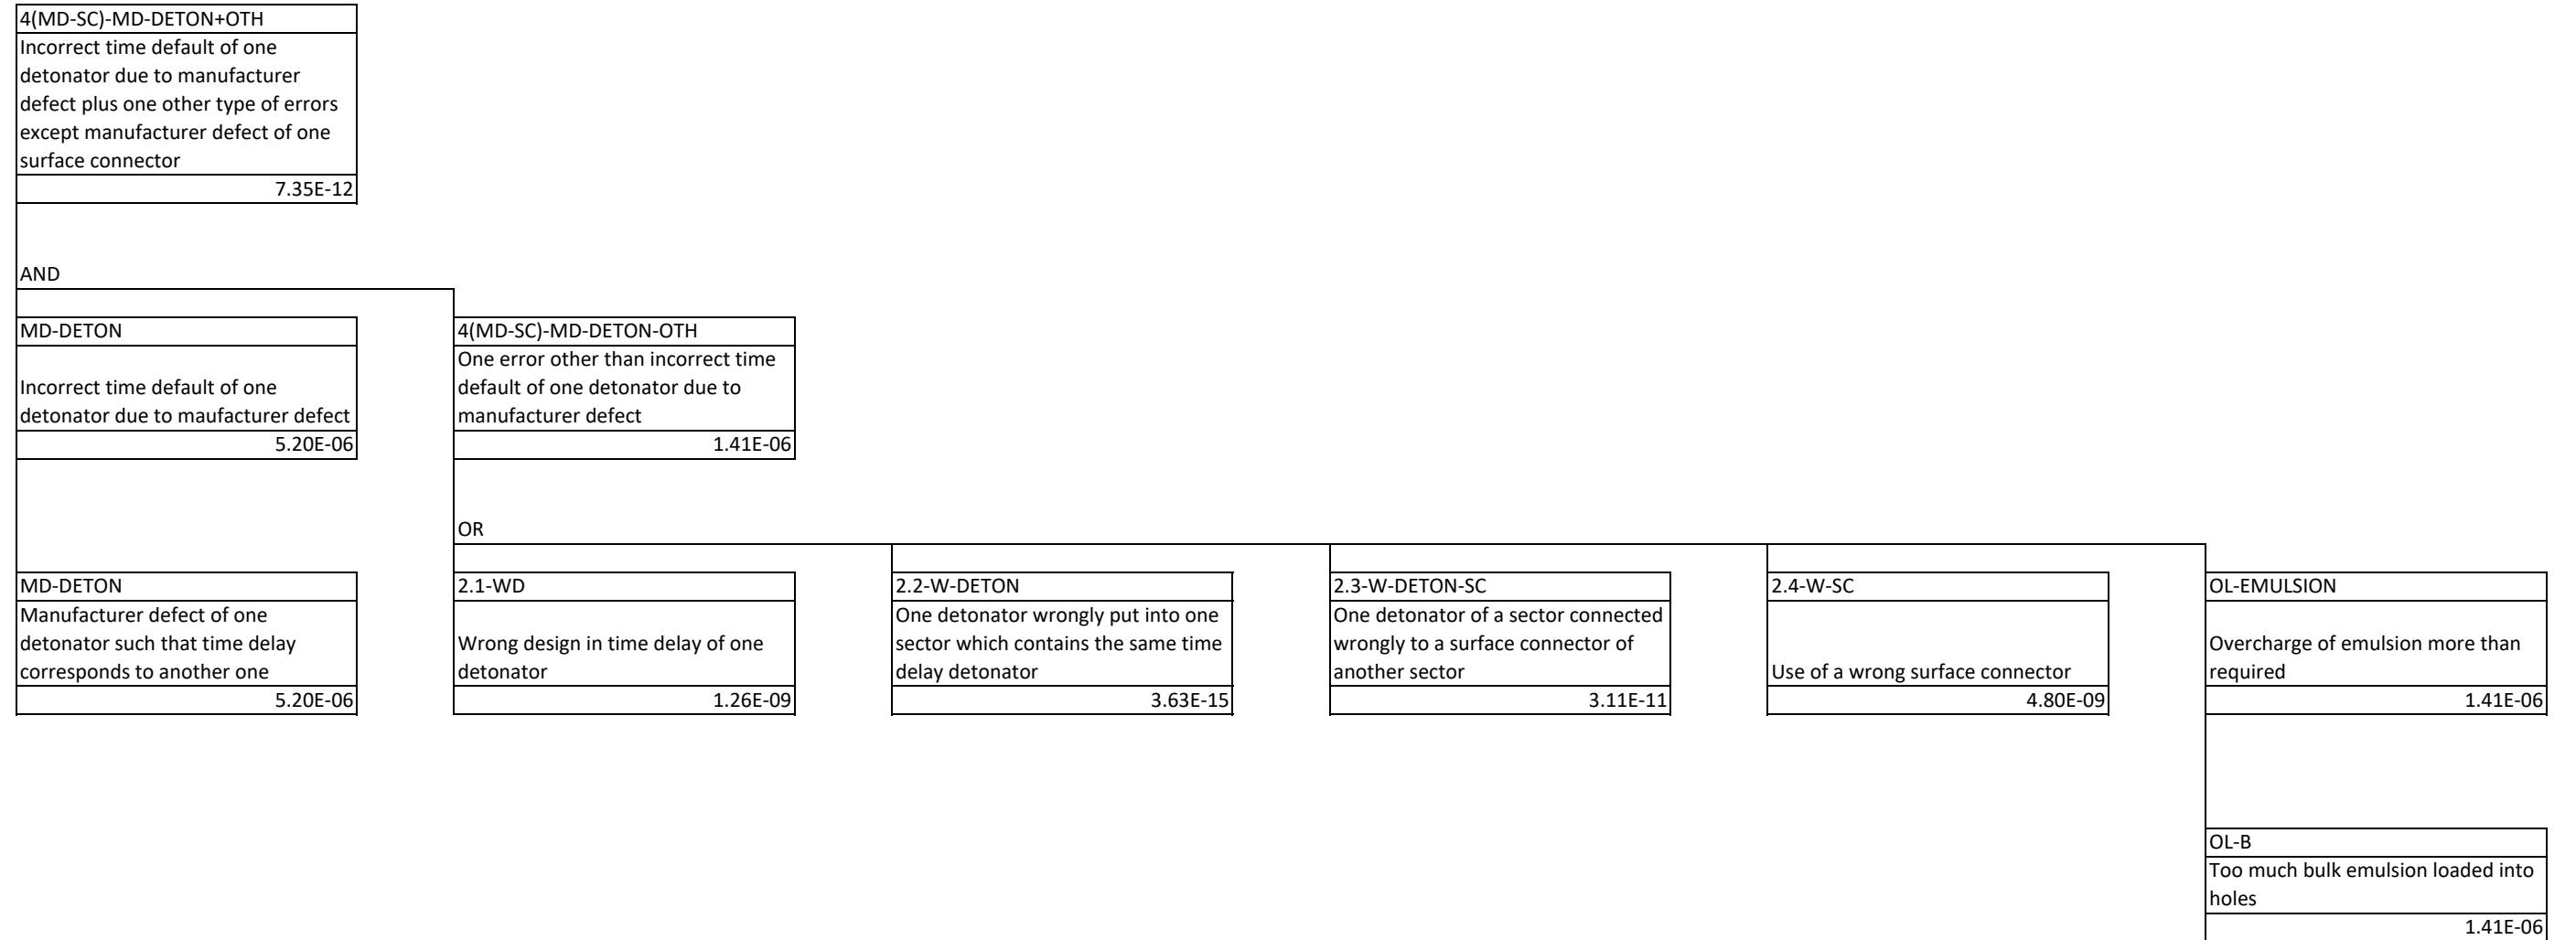 4(MD-SC)-MD-DETON+OTH
Incorrect time default of one
detonator due to manufacturer
defect plus one other type of errors
except manufacturer defect of one
surface connector
7.35E-12
AND
MD-DETON
Incorrect time default of one
detonator due to maufacturer defect
5.20E-06
4(MD-SC)-MD-DETON-OTH
One error other than incorrect time
default of one detonator due to
manufacturer defect
1.41E-06
OR
MD-DETON
Manufacturer defect of one
detonator such that time delay
corresponds to another one
5.20E-06
2.1-WD
Wrong design in time delay of one
detonator
1.26E-09
2.2-W-DETON
One detonator wrongly put into one
sector which contains the same time
delay detonator
3.63E-15
2.3-W-DETON-SC
One detonator of a sector connected
wrongly to a surface connector of
another sector
3.11E-11
2.4-W-SC
Use of a wrong surface connector
4.80E-09
OL-EMULSION
Overcharge of emulsion more than
required
1.41E-06
OL-B
Too much bulk emulsion loaded into
holes
1.41E-06